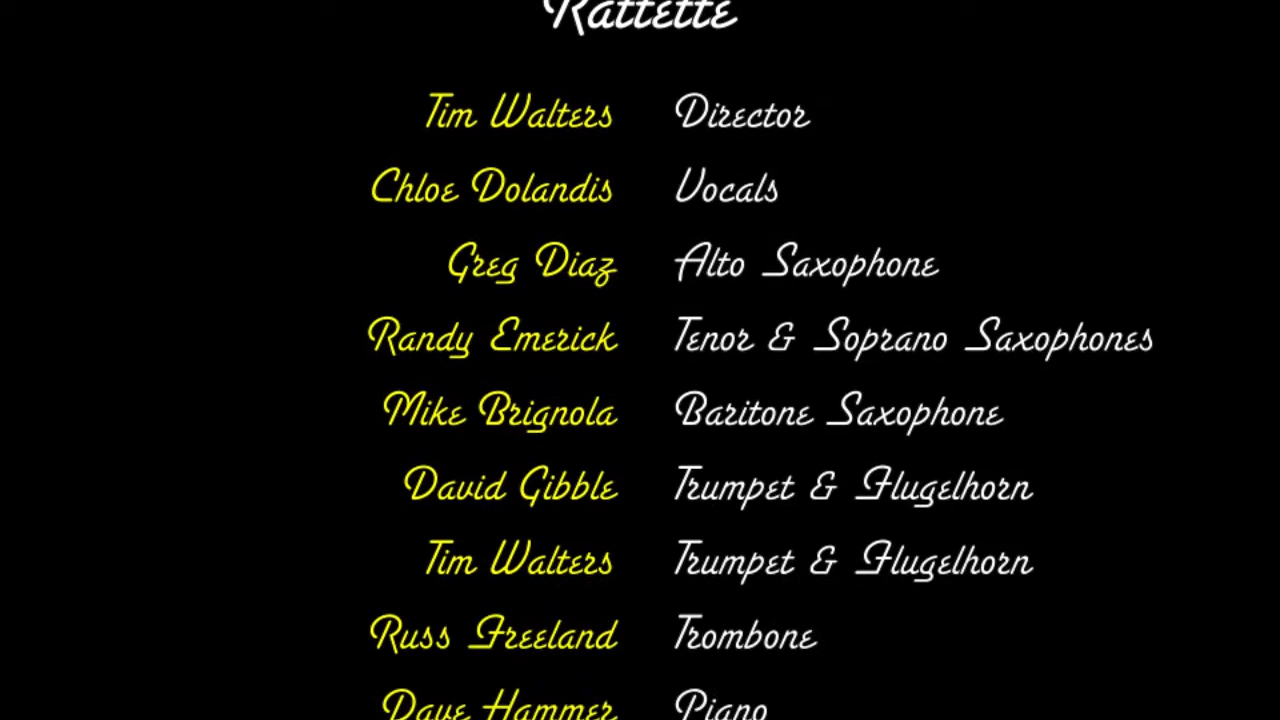 Rattette
Tim Walters Director
Chloe Dolandis Vocals
Greg Diaz Alto Saxophone
Randy Emerick Tenor & Soprano Saxophones
Mike Brignola Baritone Saxophone
David Gibble Trumpet & Flugelhorn
Tim Walters Trumpet & Flugelhorn
Russ Freeland Trombone
Dave Hammer Piano